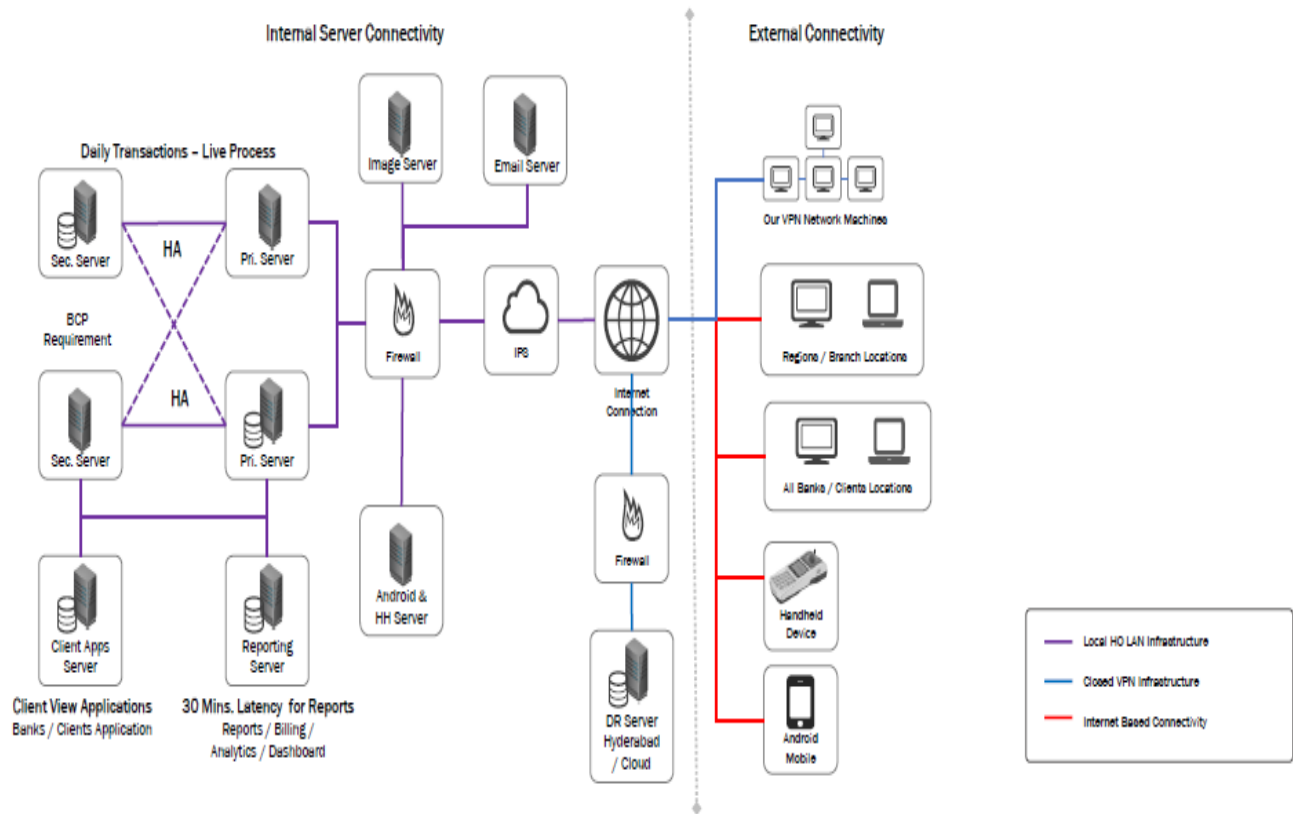 Internal Server Connectivity
External Connectivity
Daily Transactions – Live Process
Image Server
Email Server
Sec. Server
HA
Pri. Server
Our VPN Network Machines
BCP
Requirement
Firewall
IPS
Internet
Connection
Regions / Branch Locations
HA
Sec. Server
Pri. Server
All Banks / Clients Locations
Firewall
Android &
HH Server
Client Apps
Server
Reporting
Server
Handheld
Device
Client View Applications
Banks / Clients Application
30 Mins. Latency for Reports
Reports / Billing /
Analytics / Dashboard
DR Server
Hyderabad
/ Cloud
Android
Mobile
Local HO LAN Infrastructure
Closed VPN Infrastructure
Internet Based Connectivity